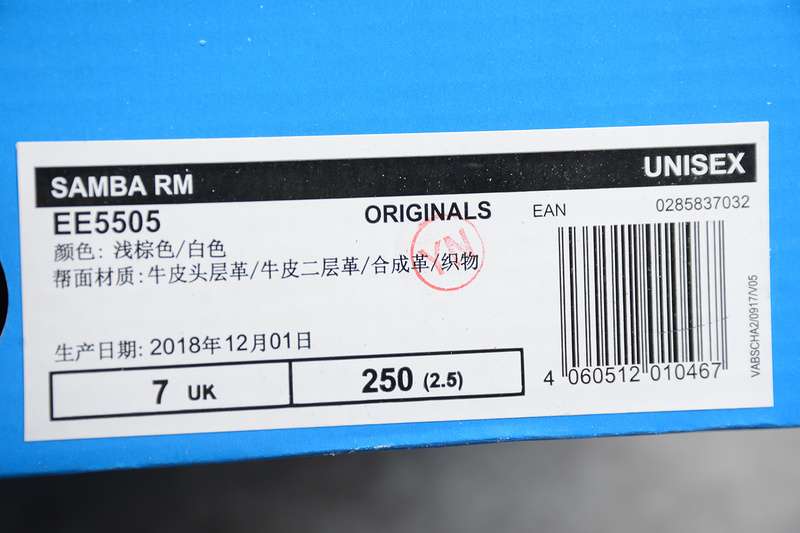 SAMBA RM UNISEX
EE5505 ORIGINALS EAN 0285837032
颜色: 浅棕色/白色
帮面材质:牛皮头层革/牛皮二层革/合成革/织物
YN
生产日期: 2018年12月01日
7 UK 250 (2.5)
4 060512 010467
VABSCHA2/0917/V05